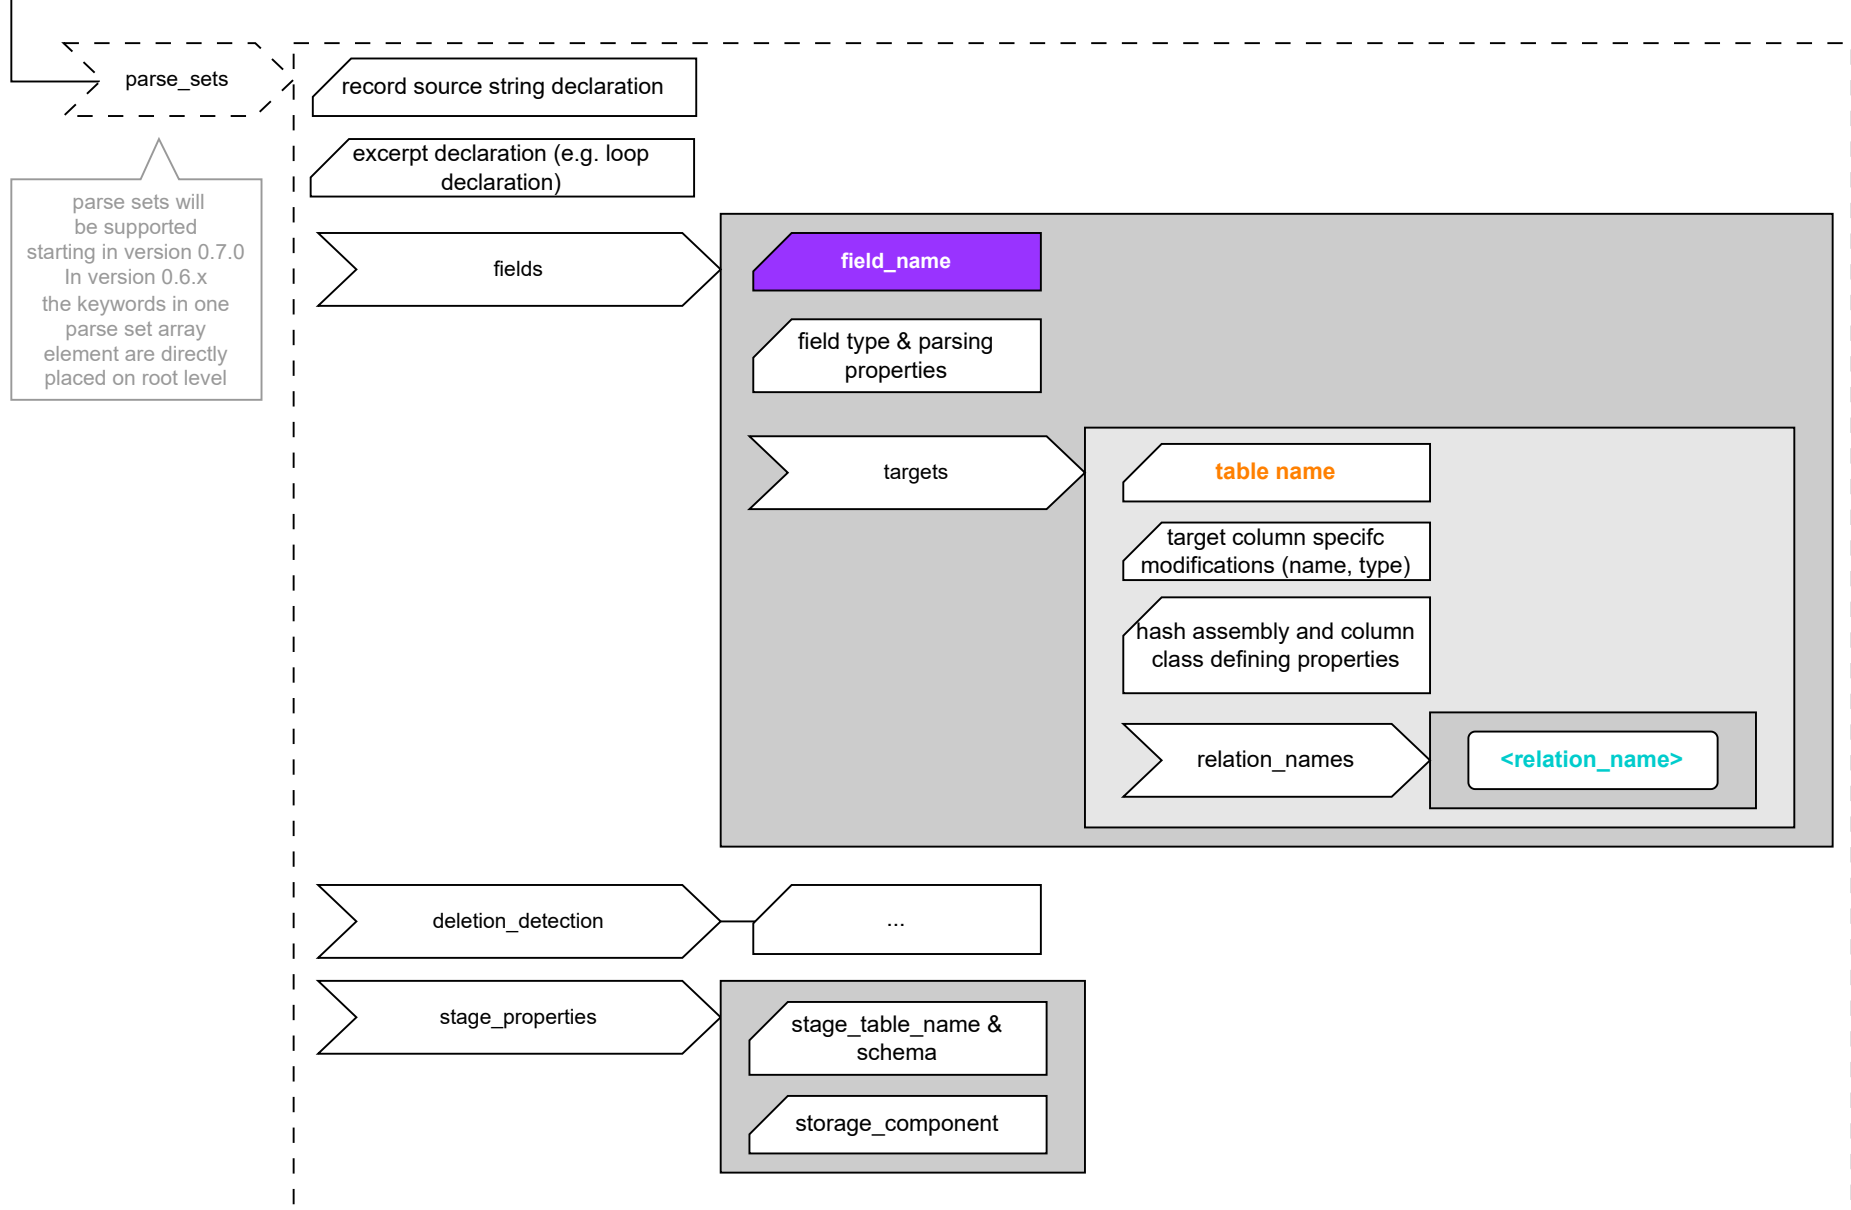 parse_sets
record source string declaration
excerpt declaration (e.g. loop
declaration)
parse sets will
be supported
starting in version 0.7.0
In version 0.6.x
the keywords in one
parse set array
element are directly
placed on root level
fields
field_name
field type & parsing
properties
targets
table name
target column specifc
modifications (name, type)
hash assembly and column
class defining properties
relation_names
<relation_name>
deletion_detection
...
stage_properties
stage_table_name &
schema
storage_component